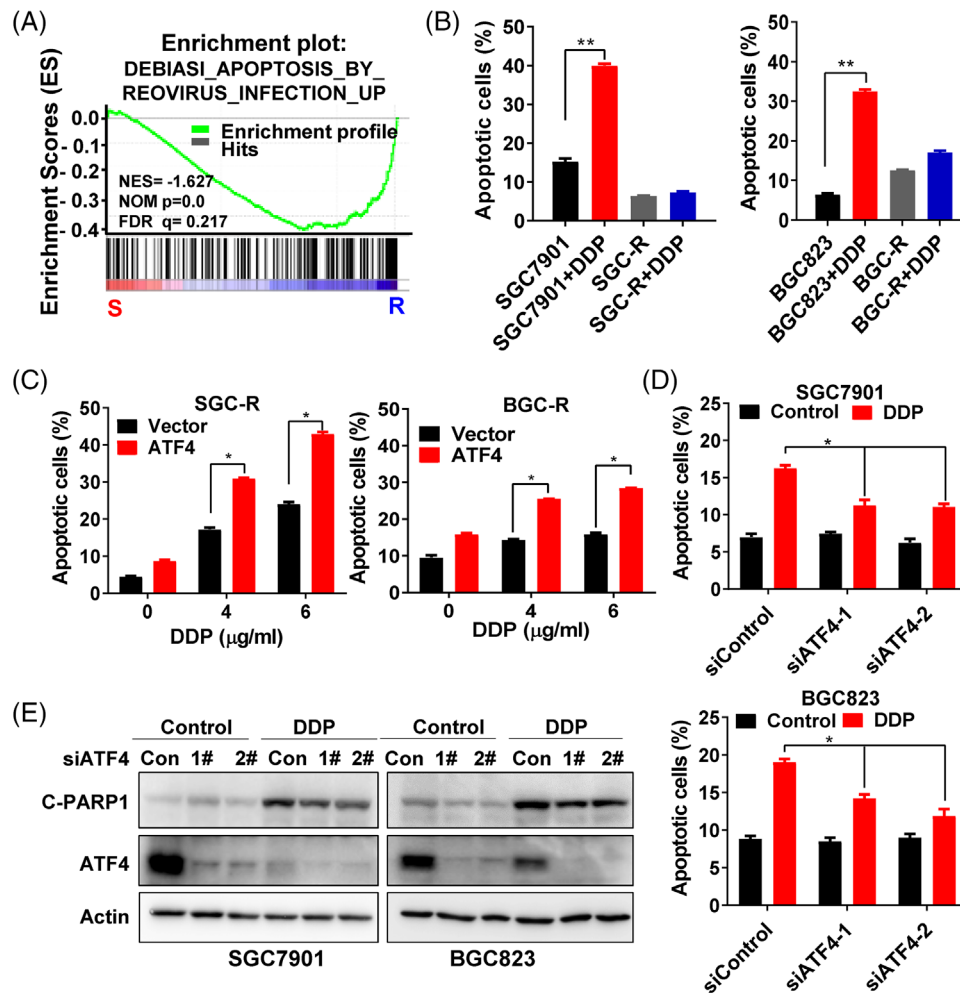 (A)
Enrichment plot:
DEBIASI_APOPTOSIS_BY_
REOVIRUS_INFECTION_UP
Enrichment Scores (ES)
0.0
- 0.1
- 0.2
- 0.3
- 0.4
Enrichment profile
Hits
NES= -1.627
NOM p=0.0
FDR q= 0.217
S
R
(B)
Apoptotic cells (%)
50
40
30
20
10
0
**
SGC7901
SGC7901+DDP
SGC-R
SGC-R+DDP
Apoptotic cells (%)
50
40
30
20
10
0
**
BGC823
BGC823+DDP
BGC-R
BGC-R+DDP
(C)
SGC-R
Apoptotic cells (%)
50
40
30
20
10
0
Vector
ATF4
*
*
0
4
6
DDP (μg/ml)
BGC-R
Apoptotic cells (%)
50
40
30
20
10
0
Vector
ATF4
*
*
0
4
6
DDP (μg/ml)
(D)
SGC7901
Apoptotic cells (%)
25
20
15
10
5
0
Control
DDP
*
siControl
siATF4-1
siATF4-2
BGC823
Apoptotic cells (%)
25
20
15
10
5
0
Control
DDP
*
siControl
siATF4-1
siATF4-2
(E)
Control
DDP
Control
DDP
siATF4
Con 1# 2# Con 1# 2# Con 1# 2# Con 1# 2#
C-PARP1
ATF4
Actin
SGC7901
BGC823